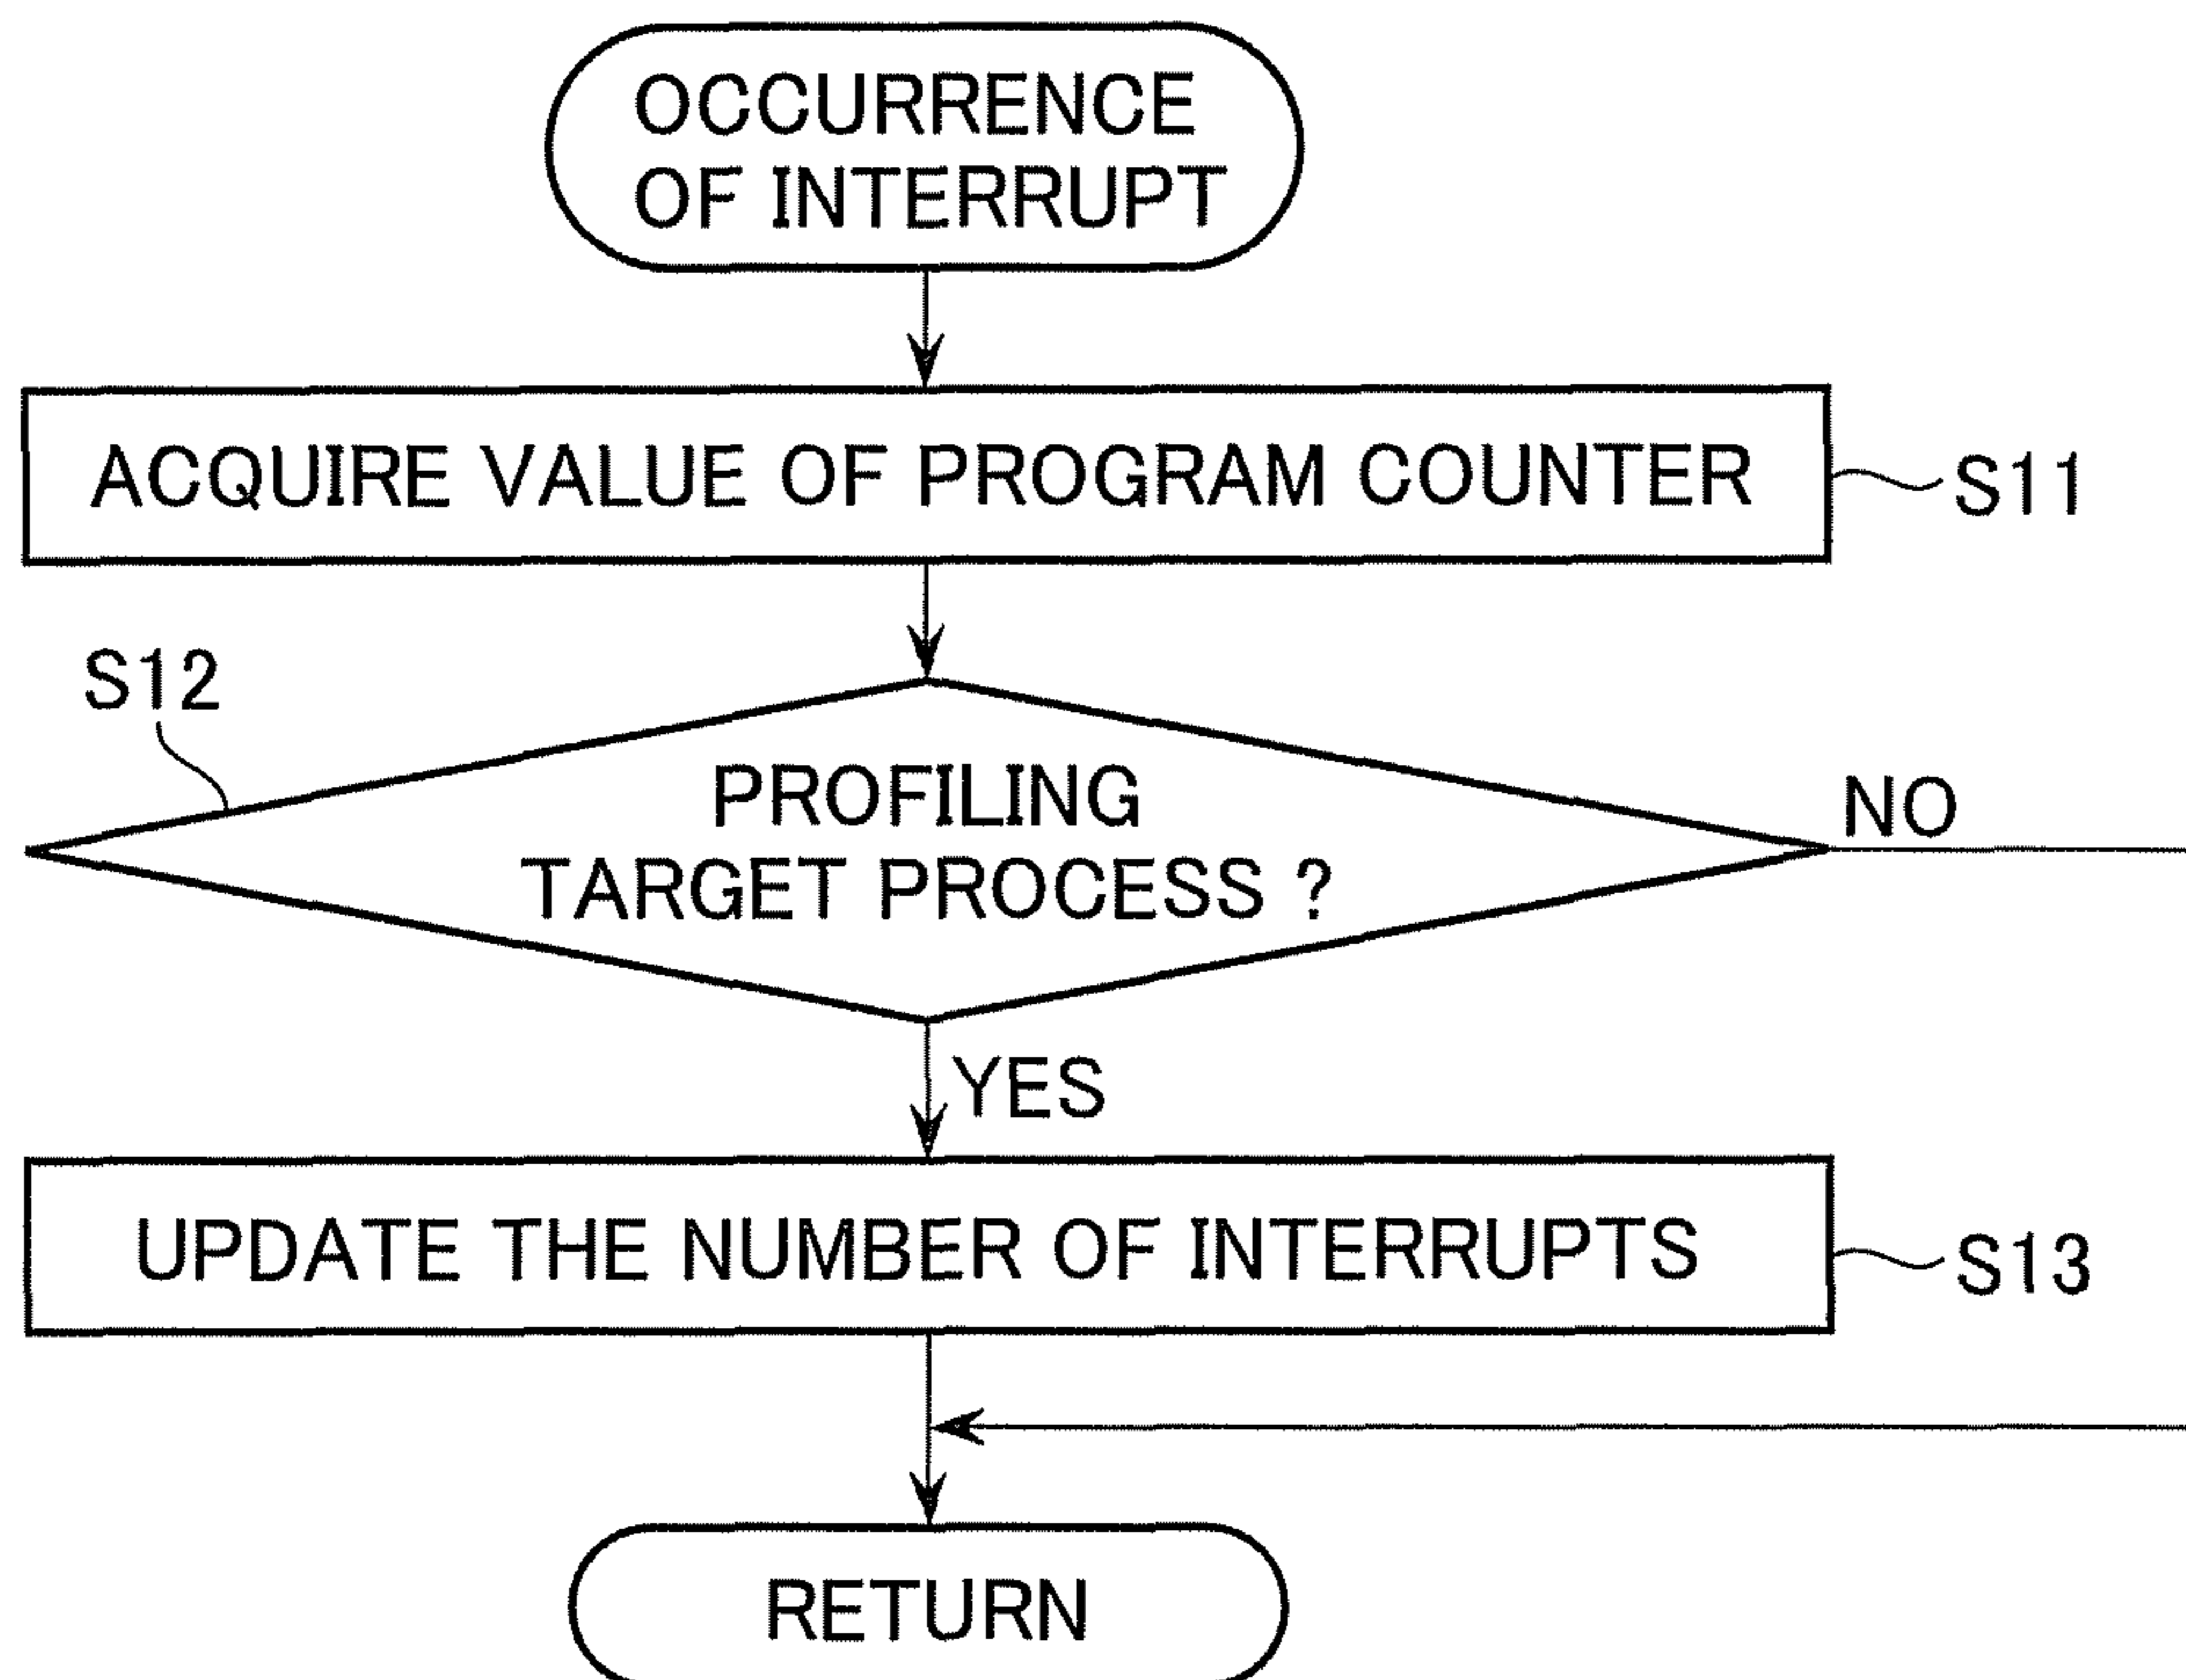 OCCURRENCE
OF INTERRUPT
ACQUIRE VALUE OF PROGRAM COUNTER
S11
S12
PROFILING
TARGET PROCESS ?
NO
YES
UPDATE THE NUMBER OF INTERRUPTS
S13
RETURN